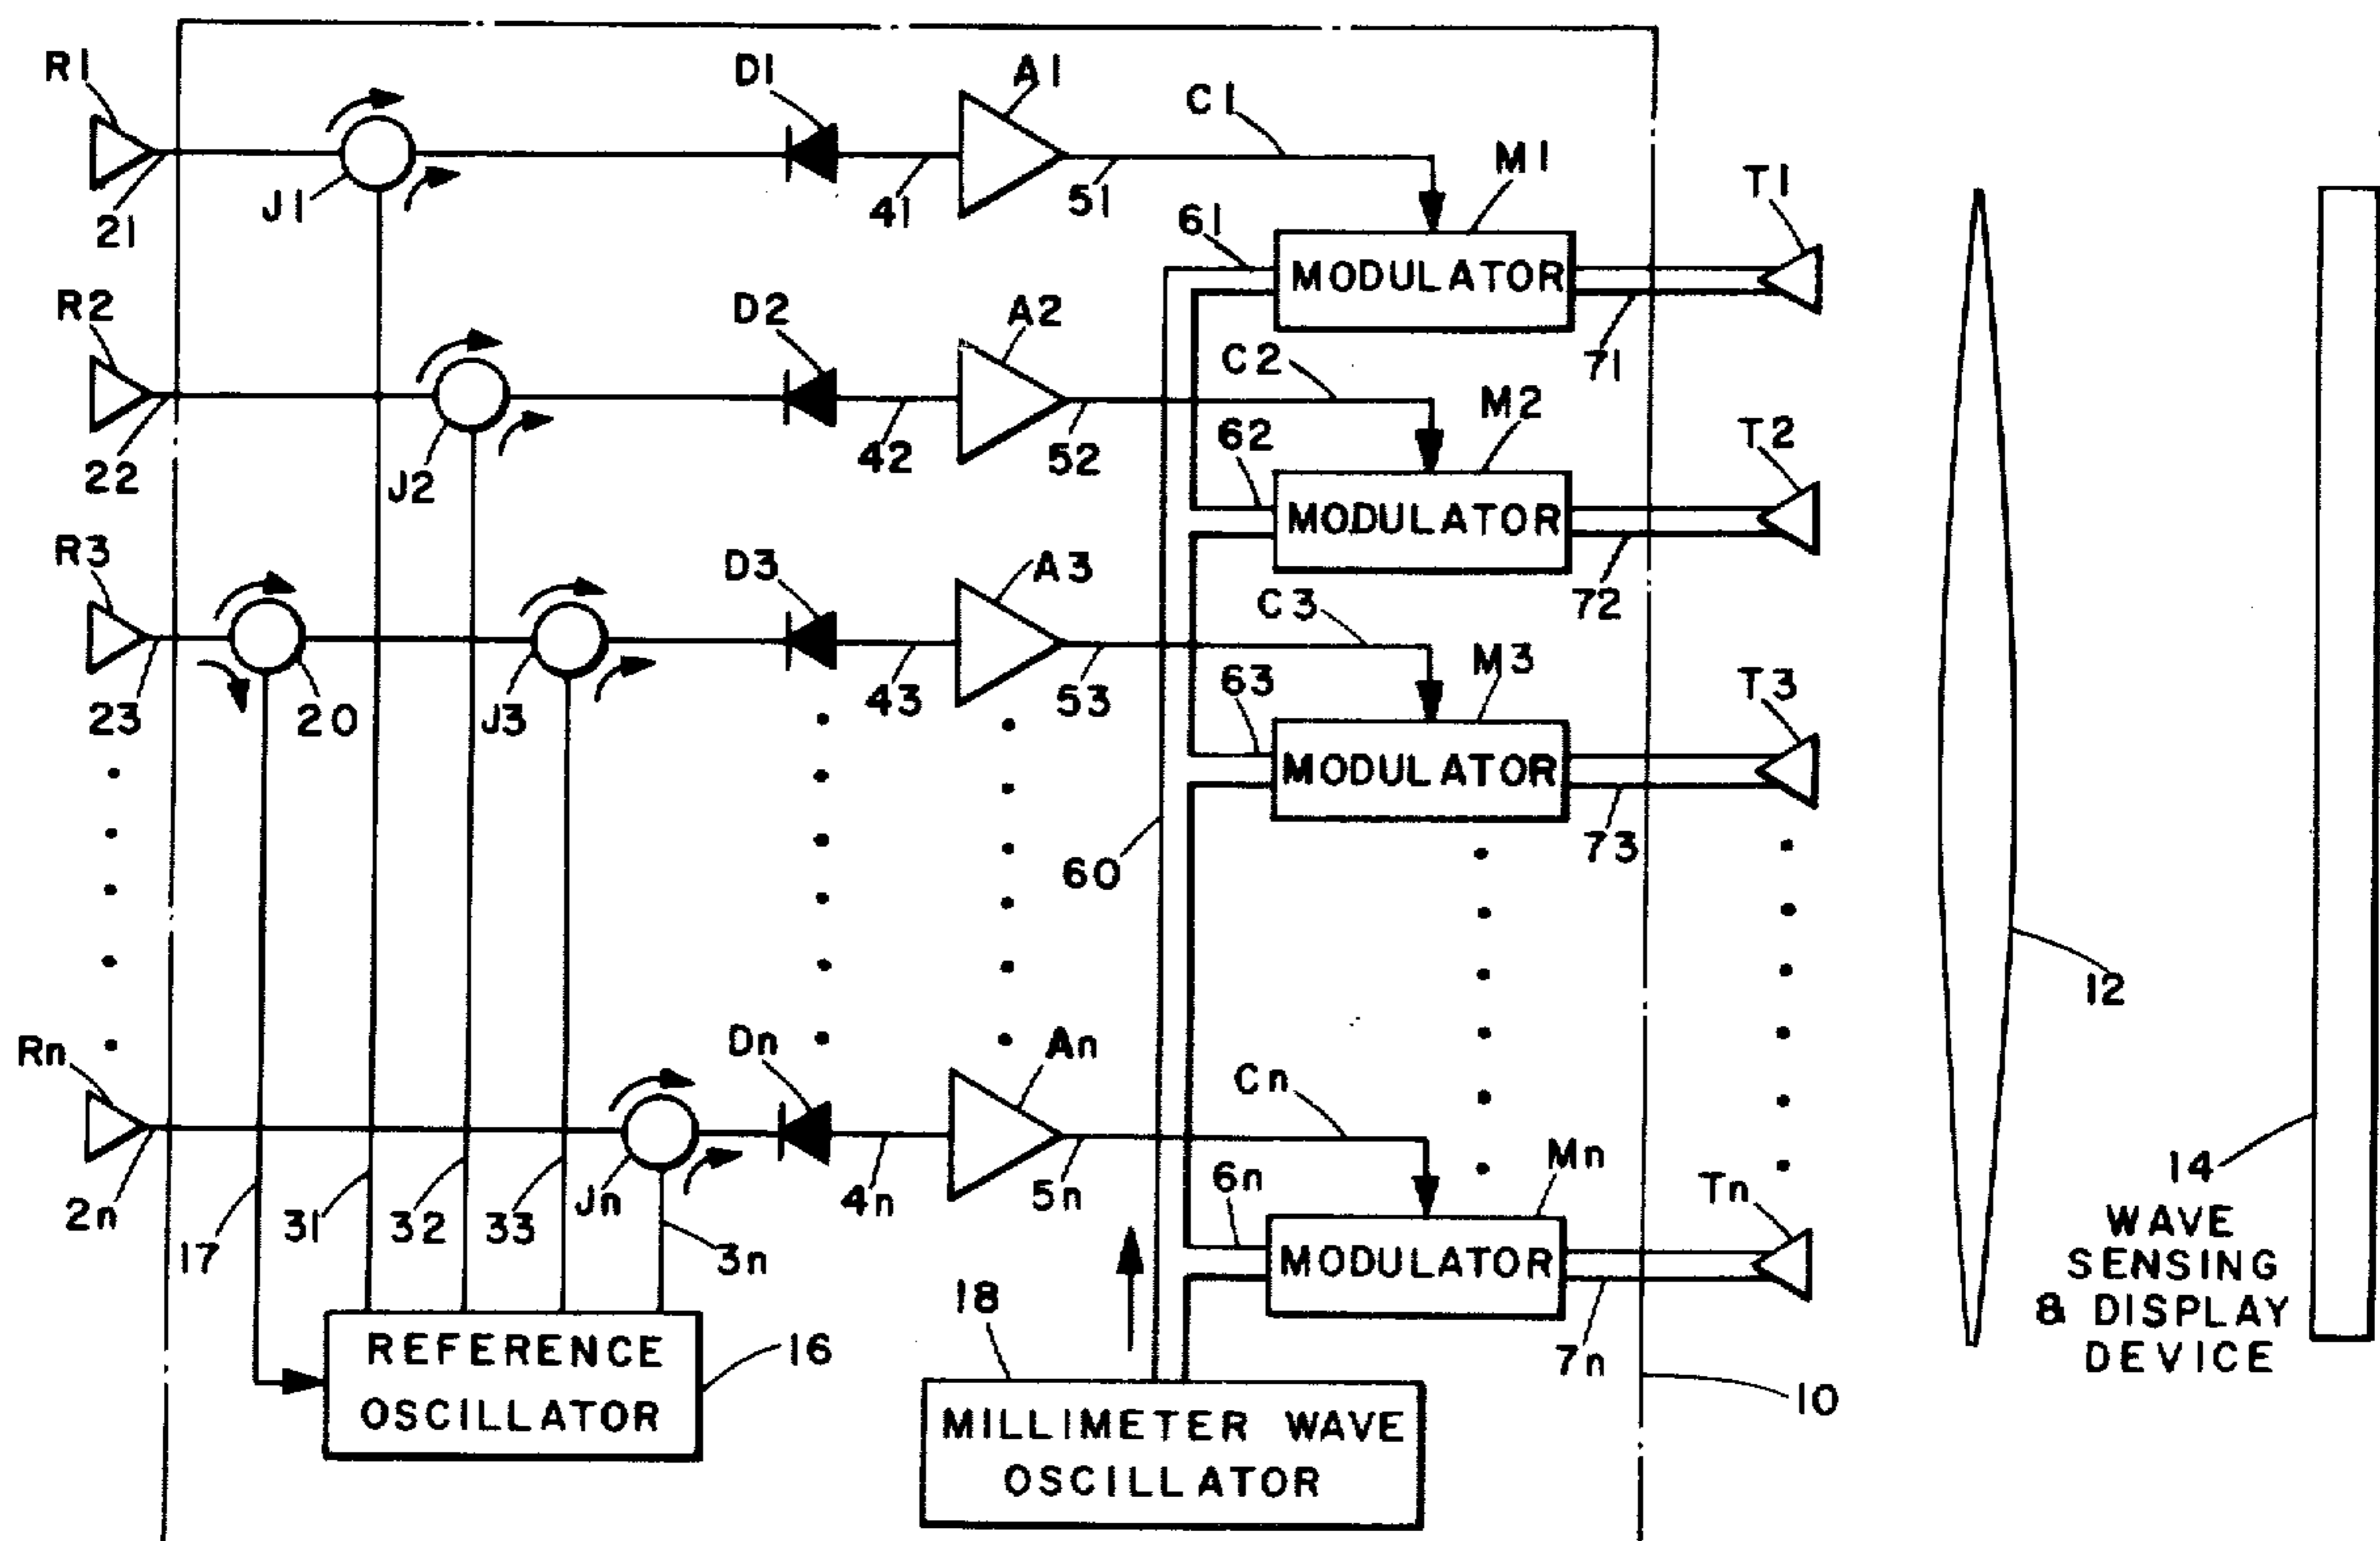 R1
D1
A1
C1
M1
T1
21
J1
41
51
61
MODULATOR
71
R2
D2
A2
C2
M2
T2
22
J2
42
52
62
MODULATOR
72
R3
D3
A3
C3
M3
T3
23
20
J3
43
53
63
MODULATOR
73
60
12
Rn
Dn
An
Cn
Mn
Tn
2n
17
31
32
33
Jn
3n
4n
5n
6n
MODULATOR
7n
14
WAVE
SENSING
& DISPLAY
DEVICE
REFERENCE
OSCILLATOR
16
18
MILLIMETER WAVE
OSCILLATOR
10